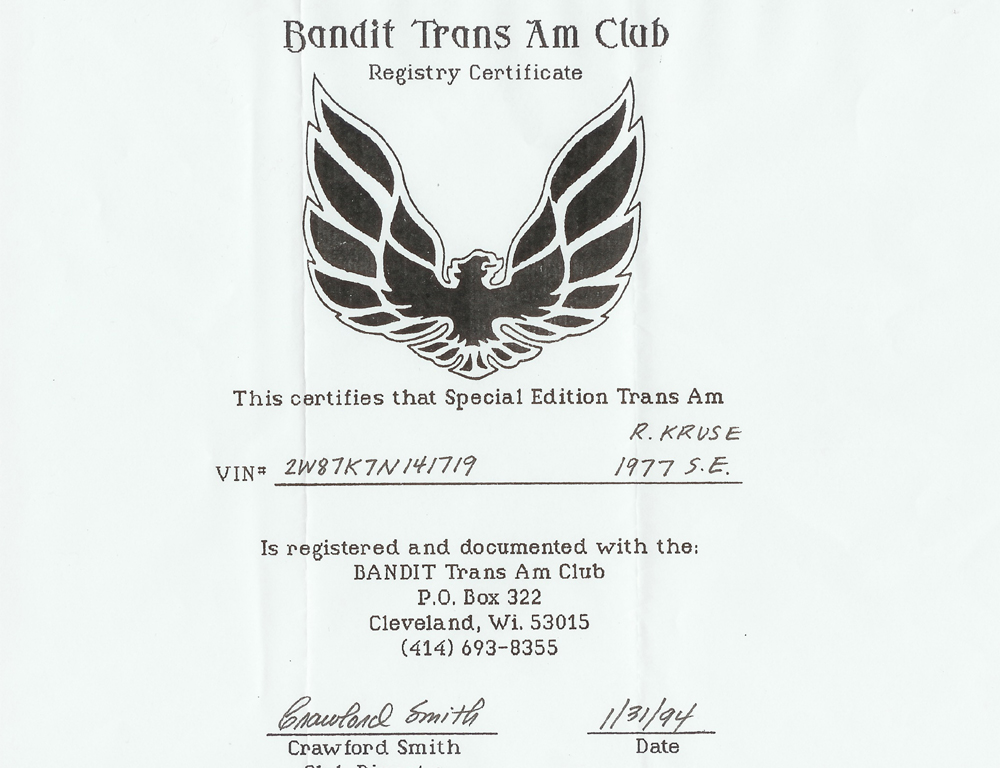 Bandit Trans Am Club
Registry Certificate
This certifies that Special Edition Trans Am
R. KRUSE
VIN# 2W87K7N141719 1977 S.E.
Is registered and documented with the:
BANDIT Trans Am Club
P.O. Box 322
Cleveland, Wi. 53015
(414) 693-8355
Crawford Smith 1/31/94
Crawford Smith Date